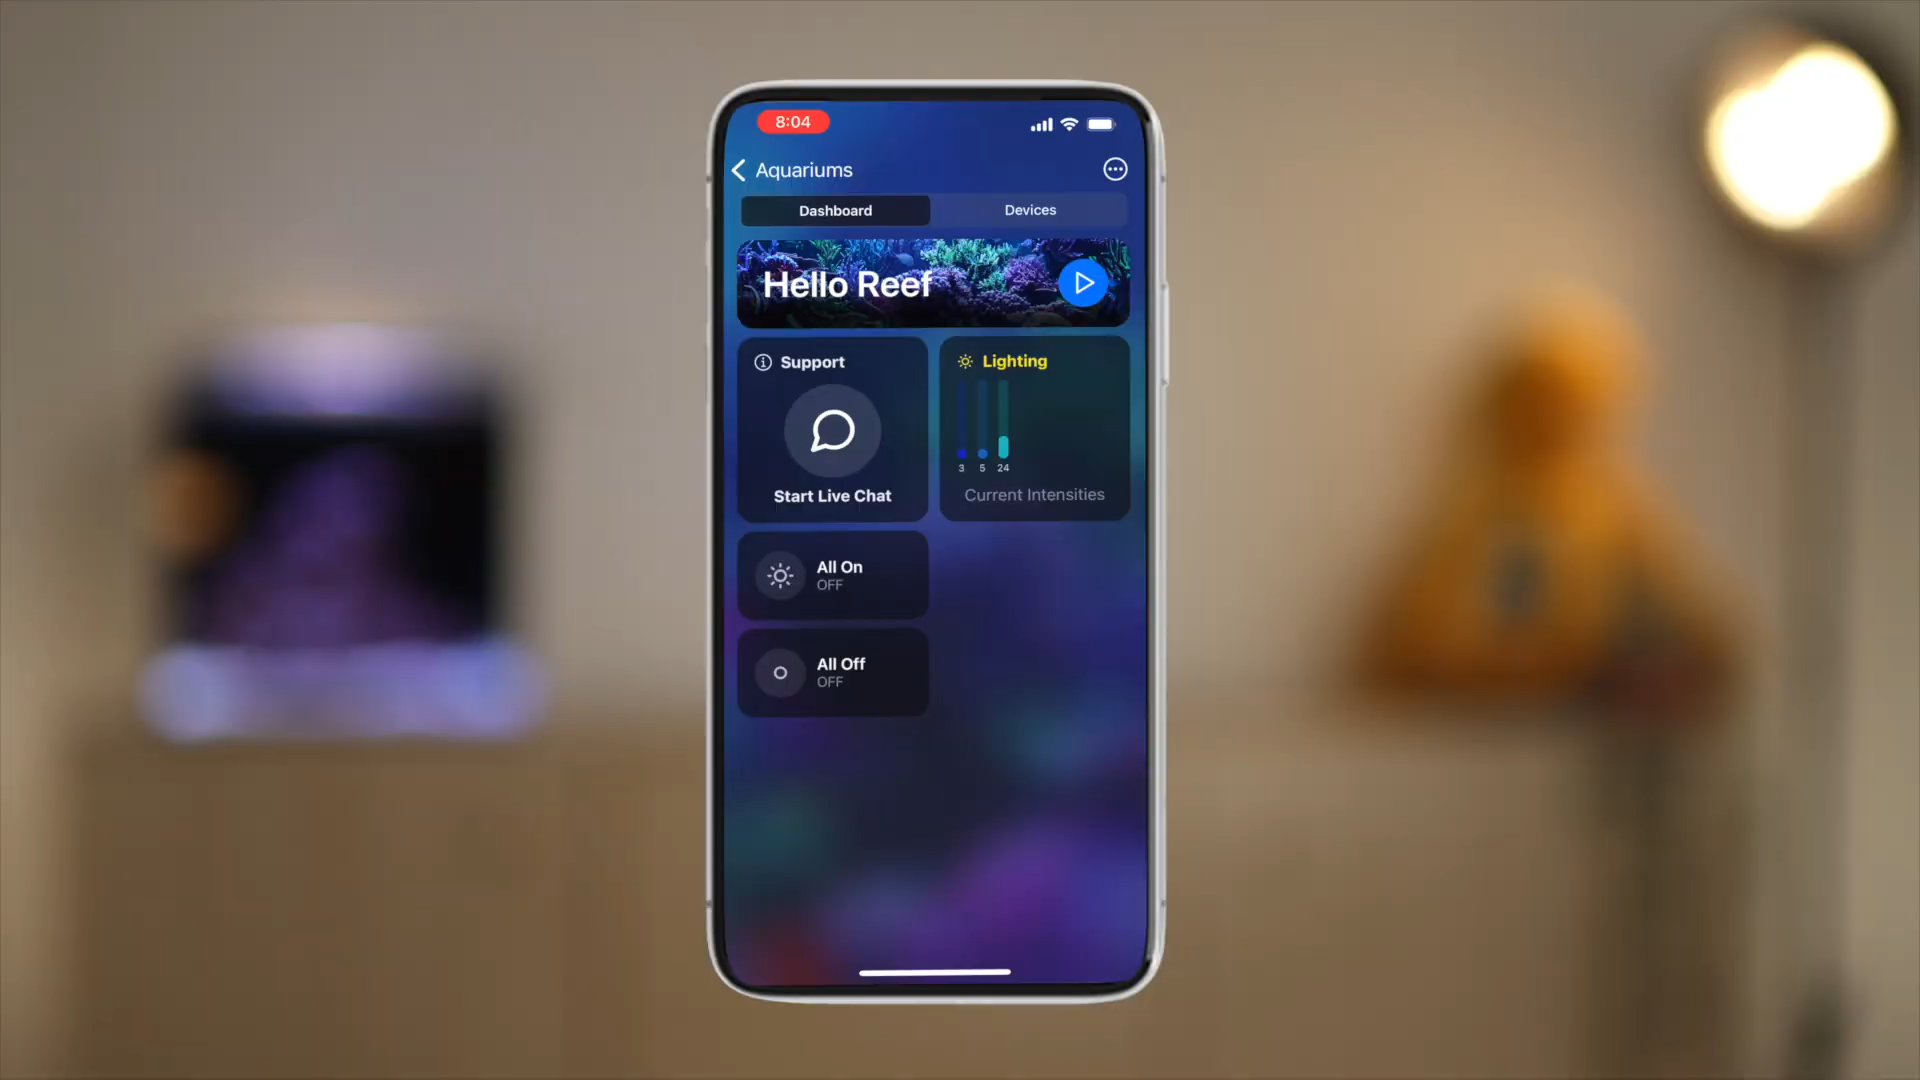 8:04
Aquariums
Dashboard
Devices
Hello Reef
Support
Lighting
3 5 24
Start Live Chat
Current Intensities
All On
OFF
All Off
OFF